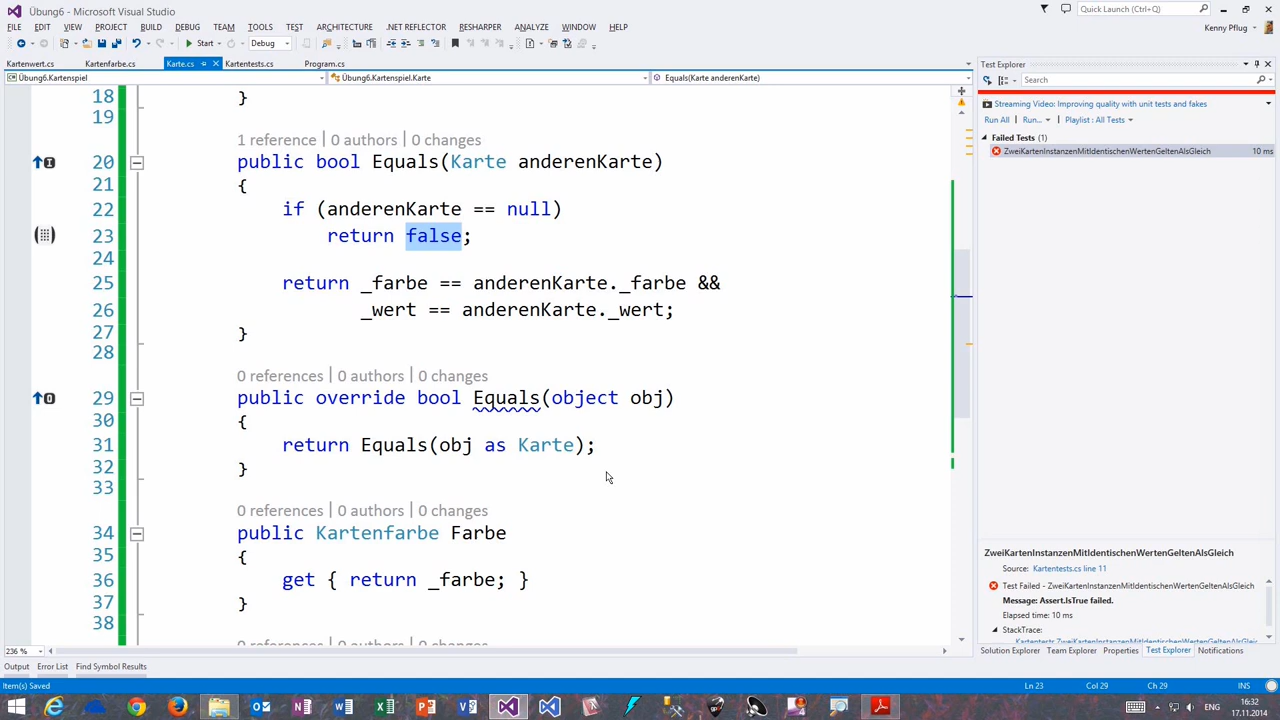 Übung6 - Microsoft Visual Studio
Quick Launch (Ctrl+Q)
FILE EDIT VIEW PROJECT BUILD DEBUG TEAM TOOLS TEST ARCHITECTURE .NET REFLECTOR RESHARPER ANALYZE WINDOW HELP
Kenny Pflug
Start Debug
Kartenwert.cs Kartenfarbe.cs Karte.cs Kartentests.cs Program.cs
Übung6.Kartenspiel Übung6.Kartenspiel.Karte Equals(Karte anderenKarte)
18 }
19
1 reference | 0 authors | 0 changes
20 public bool Equals(Karte anderenKarte)
21 {
22 if (anderenKarte == null)
23 return false;
24
25 return _farbe == anderenKarte._farbe &&
26 _wert == anderenKarte._wert;
27 }
28
0 references | 0 authors | 0 changes
29 public override bool Equals(object obj)
30 {
31 return Equals(obj as Karte);
32 }
33
0 references | 0 authors | 0 changes
34 public Kartenfarbe Farbe
35 {
36 get { return _farbe; }
37 }
38
0 references | 0 authors | 0 changes
236 %
Test Explorer
Search
Streaming Video: Improving quality with unit tests and fakes
Run All | Run... | Playlist : All Tests
Failed Tests (1)
ZweiKartenInstanzenMitIdentischenWertenGeltenAlsGleich 10 ms
ZweiKartenInstanzenMitIdentischenWertenGeltenAlsGleich
Source: Kartentests.cs line 11
Test Failed - ZweiKartenInstanzenMitIdentischenWertenGeltenAlsGleich
Message: Assert.IsTrue failed.
Elapsed time: 10 ms
StackTrace:
Solution Explorer Team Explorer Properties Test Explorer Notifications
Output Error List Find Symbol Results
Item(s) Saved Ln 23 Col 29 Ch 29 INS
ENG
16:32
17.11.2014